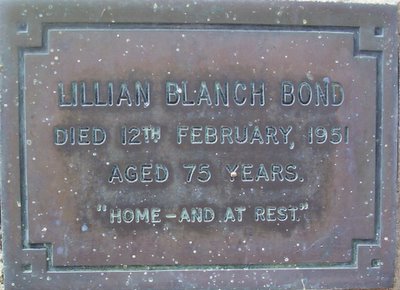 LILLIAN BLANCH BOND
DIED 12TH FEBRUARY, 1951
AGED 75 YEARS.
"HOME - AND AT REST."